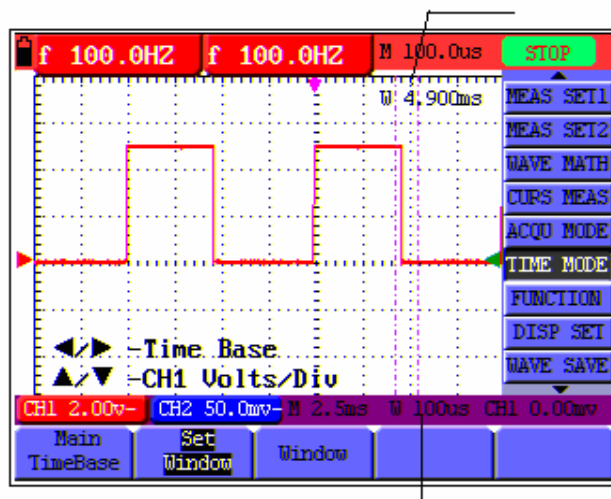 f 100.0HZ f 100.0HZ M 100.0us STOP
W 4.900ms
MEAS SET1
MEAS SET2
WAVE MATH
CURS MEAS
ACQU MODE
TIME MODE
FUNCTION
DISP SET
WAVE SAVE
◀/▶ -Time Base
▲/▼ -CH1 Volts/Div
CH1 2.00v- CH2 50.0mv- M 2.5ms W 100us CH1 0.00mv
Main TimeBase
Set Window
Window